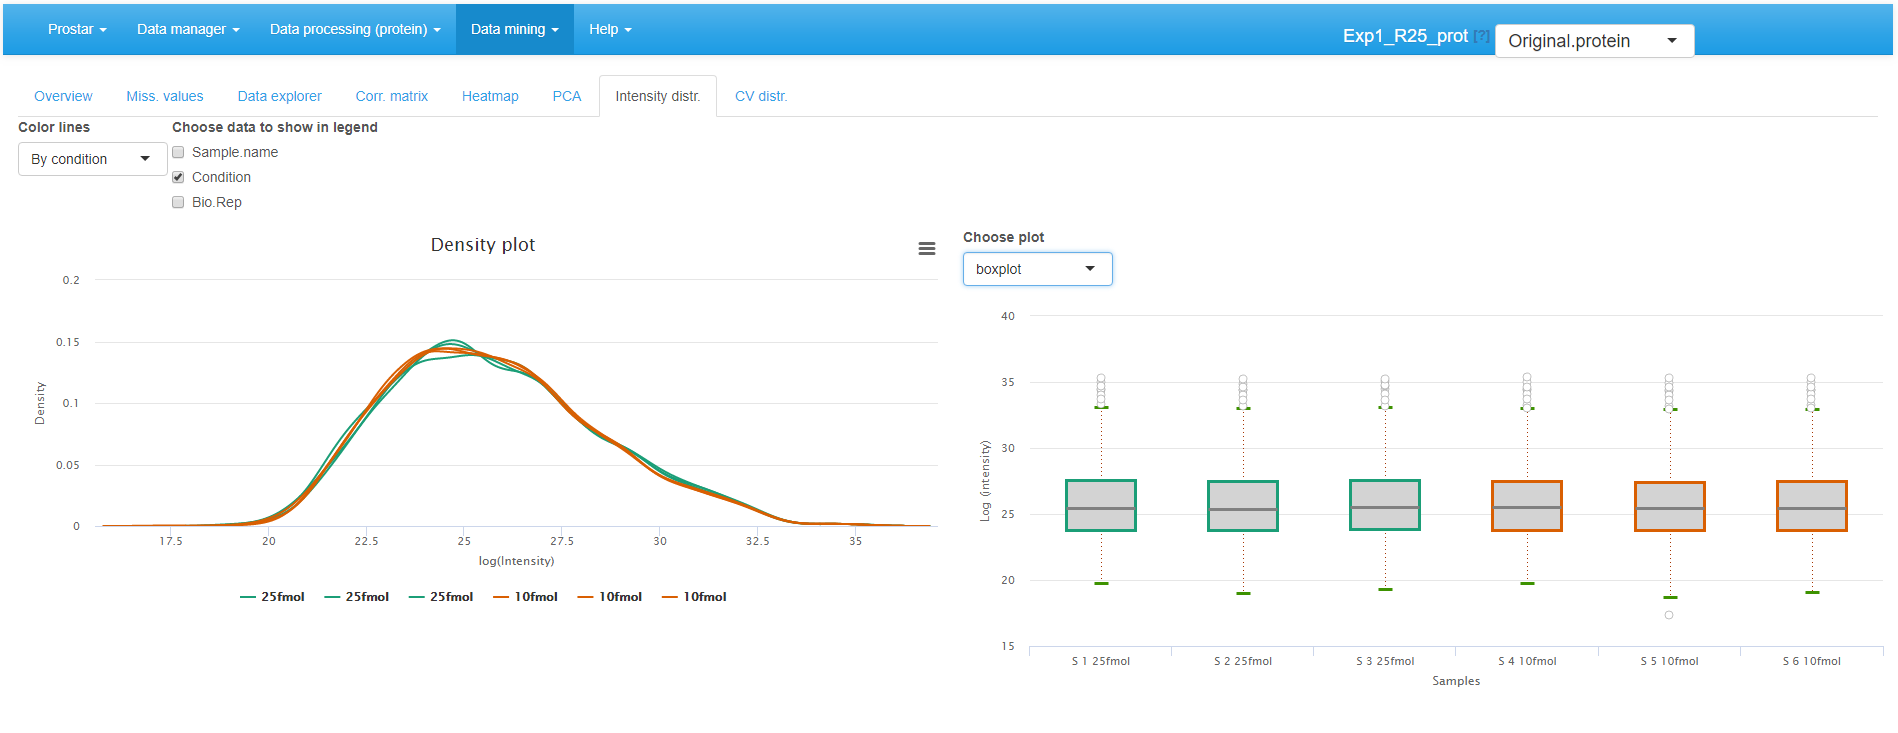 Prostar Data manager Data processing (protein) Data mining Help Exp1_R25_prot [?] Original.protein
Overview Miss. values Data explorer Corr. matrix Heatmap PCA Intensity distr. CV distr.
Color lines Choose data to show in legend
By condition
Sample.name
Condition
Bio.Rep
Density plot
0.2
0.15
0.1
0.05
0
Density
17.5 20 22.5 25 27.5 30 32.5 35
log(Intensity)
25fmol 25fmol 25fmol 10fmol 10fmol 10fmol
Choose plot
boxplot
40
35
30
25
20
15
Log (intensity)
S 1 25fmol S 2 25fmol S 3 25fmol S 4 10fmol S 5 10fmol S 6 10fmol
Samples